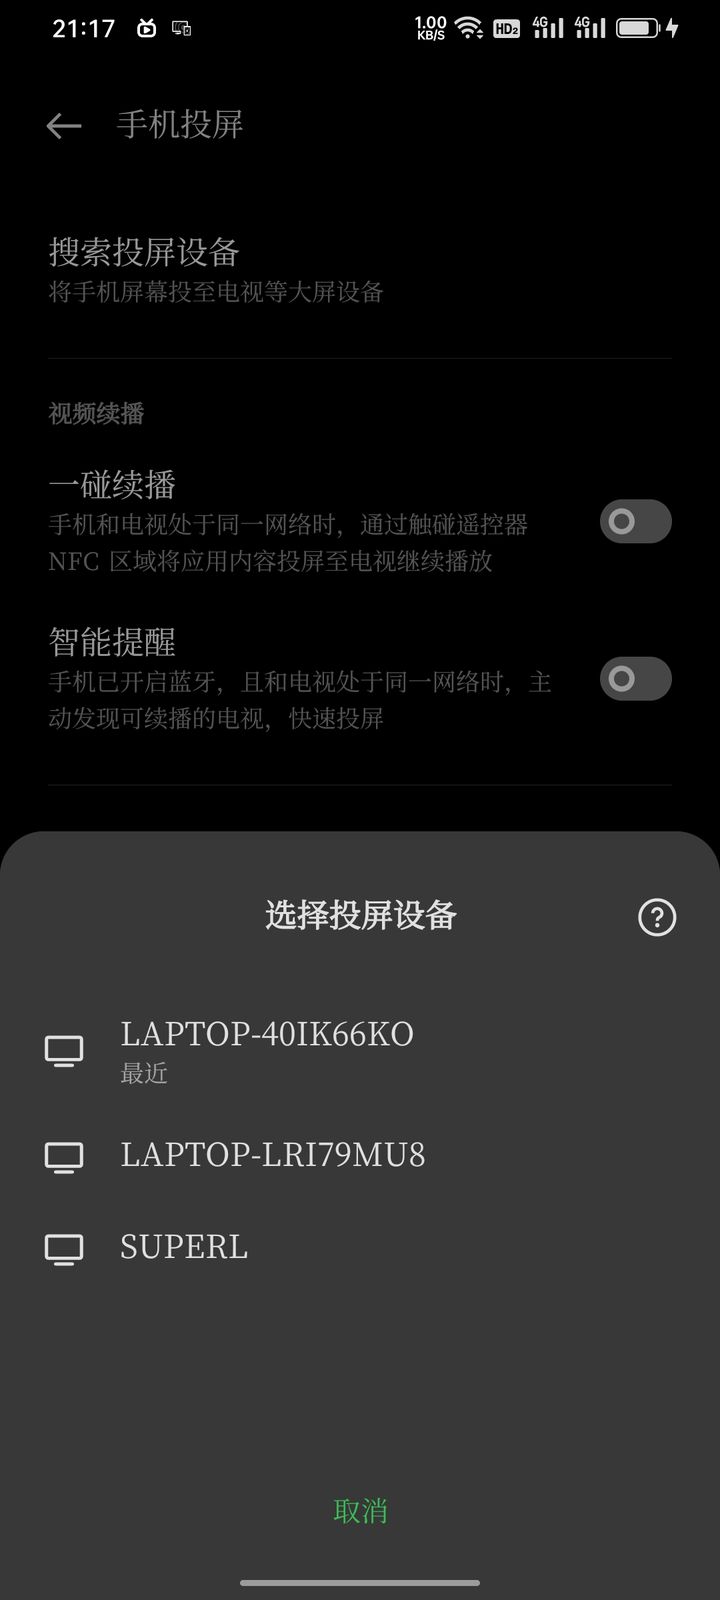 21:17
1.00
KB/S
HD2
4G
4G
手机投屏
搜索投屏设备
将手机屏幕投至电视等大屏设备
视频续播
一碰续播
手机和电视处于同一网络时，通过触碰遥控器
NFC 区域将应用内容投屏至电视继续播放
智能提醒
手机已开启蓝牙，且和电视处于同一网络时，主
动发现可续播的电视，快速投屏
选择投屏设备
?
LAPTOP-40IK66KO
最近
LAPTOP-LRI79MU8
SUPERL
取消